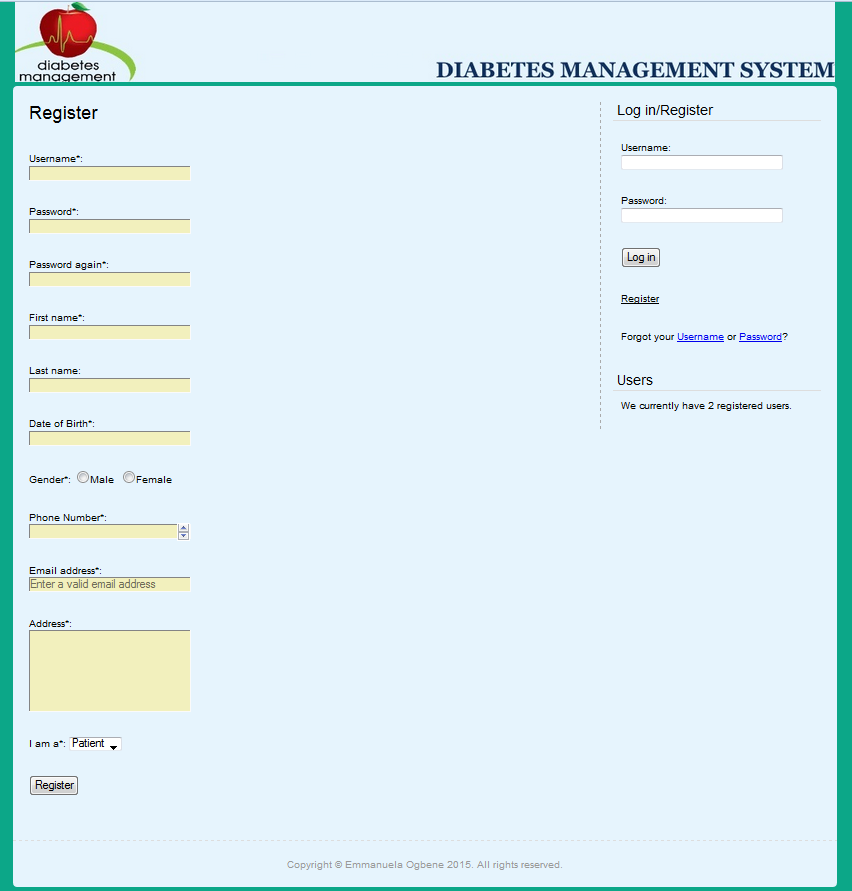 diabetes
management
DIABETES MANAGEMENT SYSTEM
Register
Username*:
Password*:
Password again*:
First name*:
Last name:
Date of Birth*:
Gender*: Male Female
Phone Number*:
Email address*:
Enter a valid email address
Address*:
I am a*: Patient
Register
Log in/Register
Username:
Password:
Log in
Register
Forgot your Username or Password?
Users
We currently have 2 registered users.
Copyright © Emmanuela Ogbene 2015. All rights reserved.